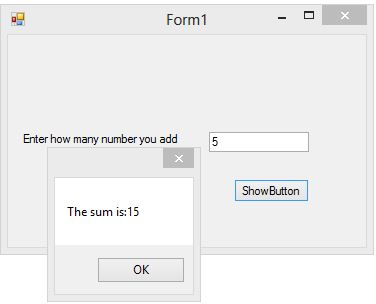 Form1
Enter how many number you add
5
ShowButton
The sum is:15
OK